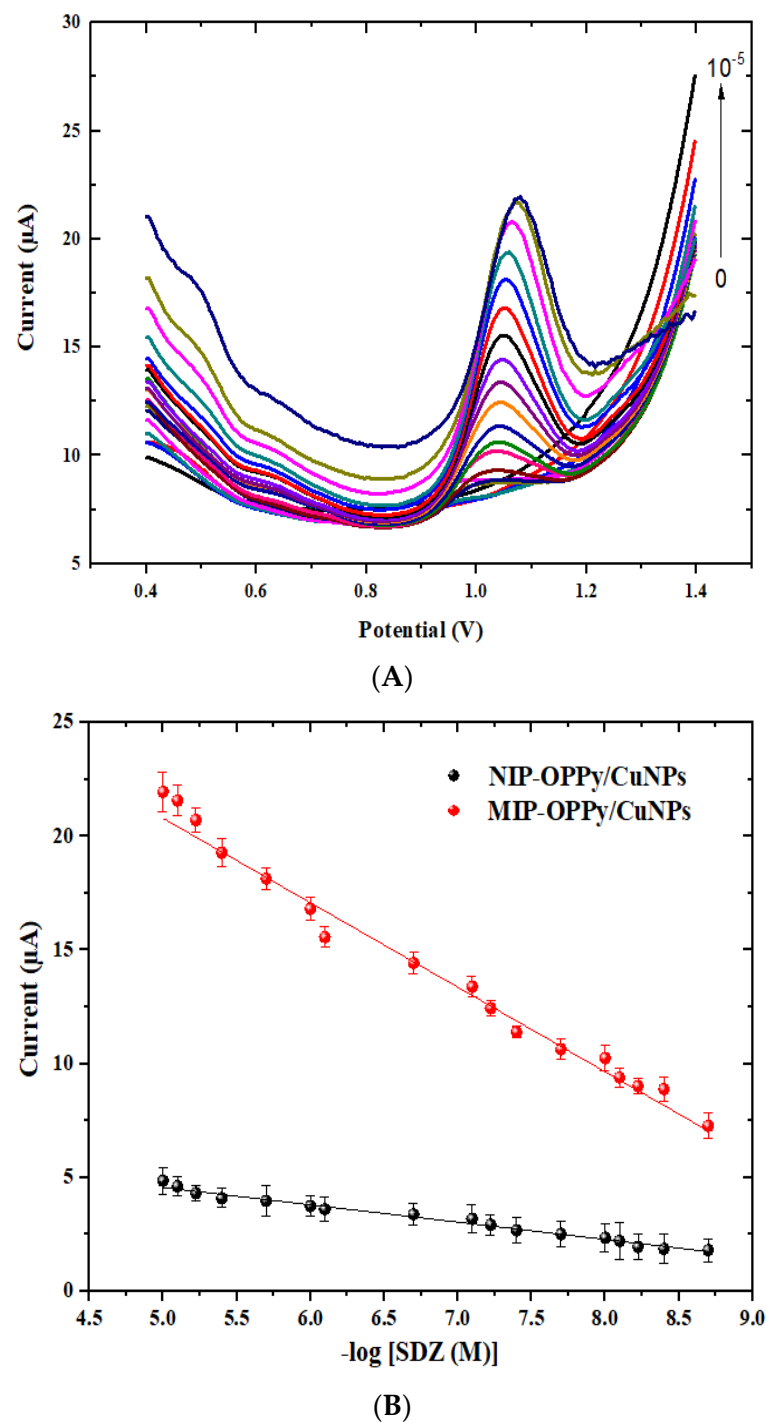 30
25
20
15
10
5
Current (µA)
10-5
0
0.4 0.6 0.8 1.0 1.2 1.4
Potential (V)
(A)
25
20
15
10
5
0
Current (µA)
NIP-OPPy/CuNPs
MIP-OPPy/CuNPs
4.5 5.0 5.5 6.0 6.5 7.0 7.5 8.0 8.5 9.0
-log [SDZ (M)]
(B)